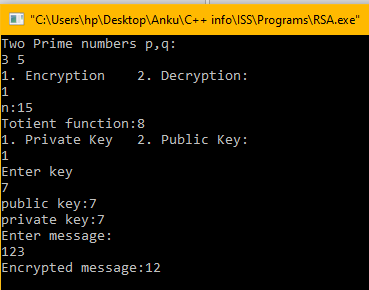 "C:\Users\hp\Desktop\Anku\C++ info\ISS\Programs\RSA.exe"
Two Prime numbers p,q:
3 5
1. Encryption    2. Decryption:
1
n:15
Totient function:8
1. Private Key   2. Public Key:
1
Enter key
7
public key:7
private key:7
Enter message:
123
Encrypted message:12